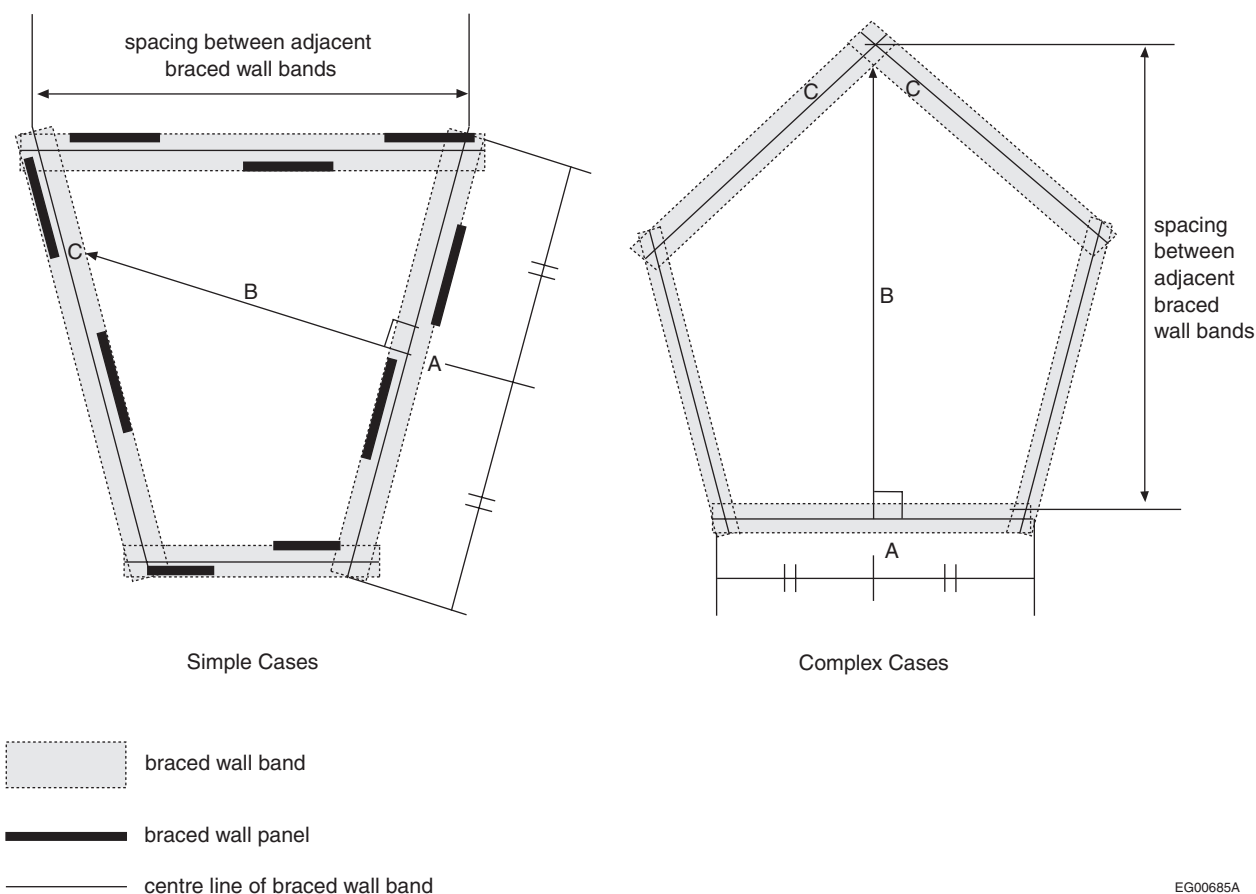 spacing between adjacent
braced wall bands
C
B
A
C
C
B
A
spacing
between
adjacent
braced
wall bands
Simple Cases
Complex Cases
braced wall band
braced wall panel
centre line of braced wall band
EG00685A